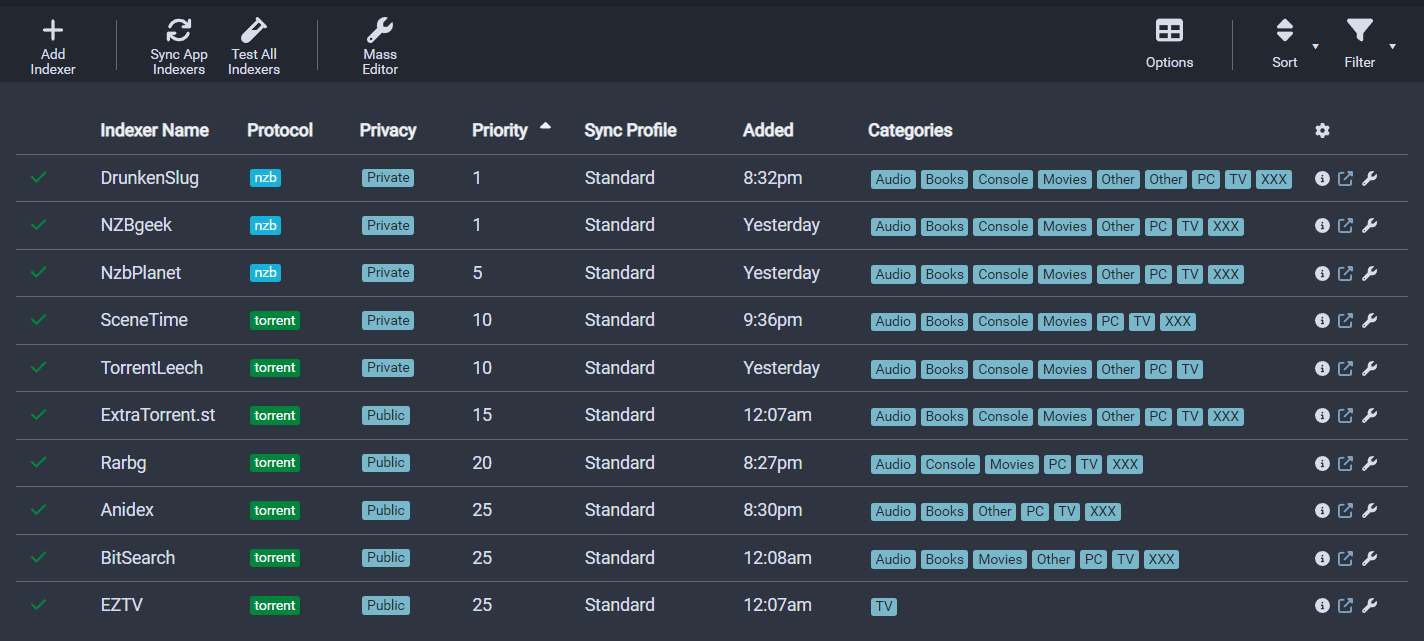 Add Indexer Sync App Indexers Test All Indexers Mass Editor Options Sort Filter
Indexer Name Protocol Privacy Priority Sync Profile Added Categories
DrunkenSlug nzb Private 1 Standard 8:32pm Audio Books Console Movies Other Other PC TV XXX
NZBgeek nzb Private 1 Standard Yesterday Audio Books Console Movies Other PC TV XXX
NzbPlanet nzb Private 5 Standard Yesterday Audio Books Console Movies Other PC TV XXX
SceneTime torrent Private 10 Standard 9:36pm Audio Books Console Movies PC TV XXX
TorrentLeech torrent Private 10 Standard Yesterday Audio Books Console Movies Other PC TV
ExtraTorrent.st torrent Public 15 Standard 12:07am Audio Books Console Movies Other PC TV XXX
Rarbg torrent Public 20 Standard 8:27pm Audio Console Movies PC TV XXX
Anidex torrent Public 25 Standard 8:30pm Audio Books Other PC TV XXX
BitSearch torrent Public 25 Standard 12:08am Audio Books Movies Other PC TV XXX
EZTV torrent Public 25 Standard 12:07am TV